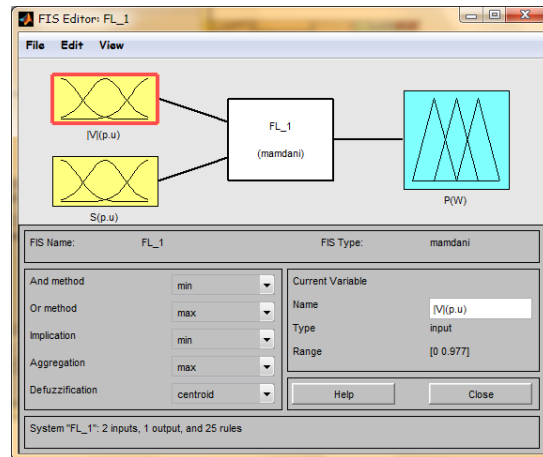 FIS Editor: FL_1
File Edit View
|V|(p.u)
S(p.u)
FL_1
(mamdani)
P(W)
FIS Name: FL_1 FIS Type: mamdani
And method min
Or method max
Implication min
Aggregation max
Defuzzification centroid
Current Variable
Name |V|(p.u)
Type input
Range [0 0.977]
Help Close
System "FL_1": 2 inputs, 1 output, and 25 rules